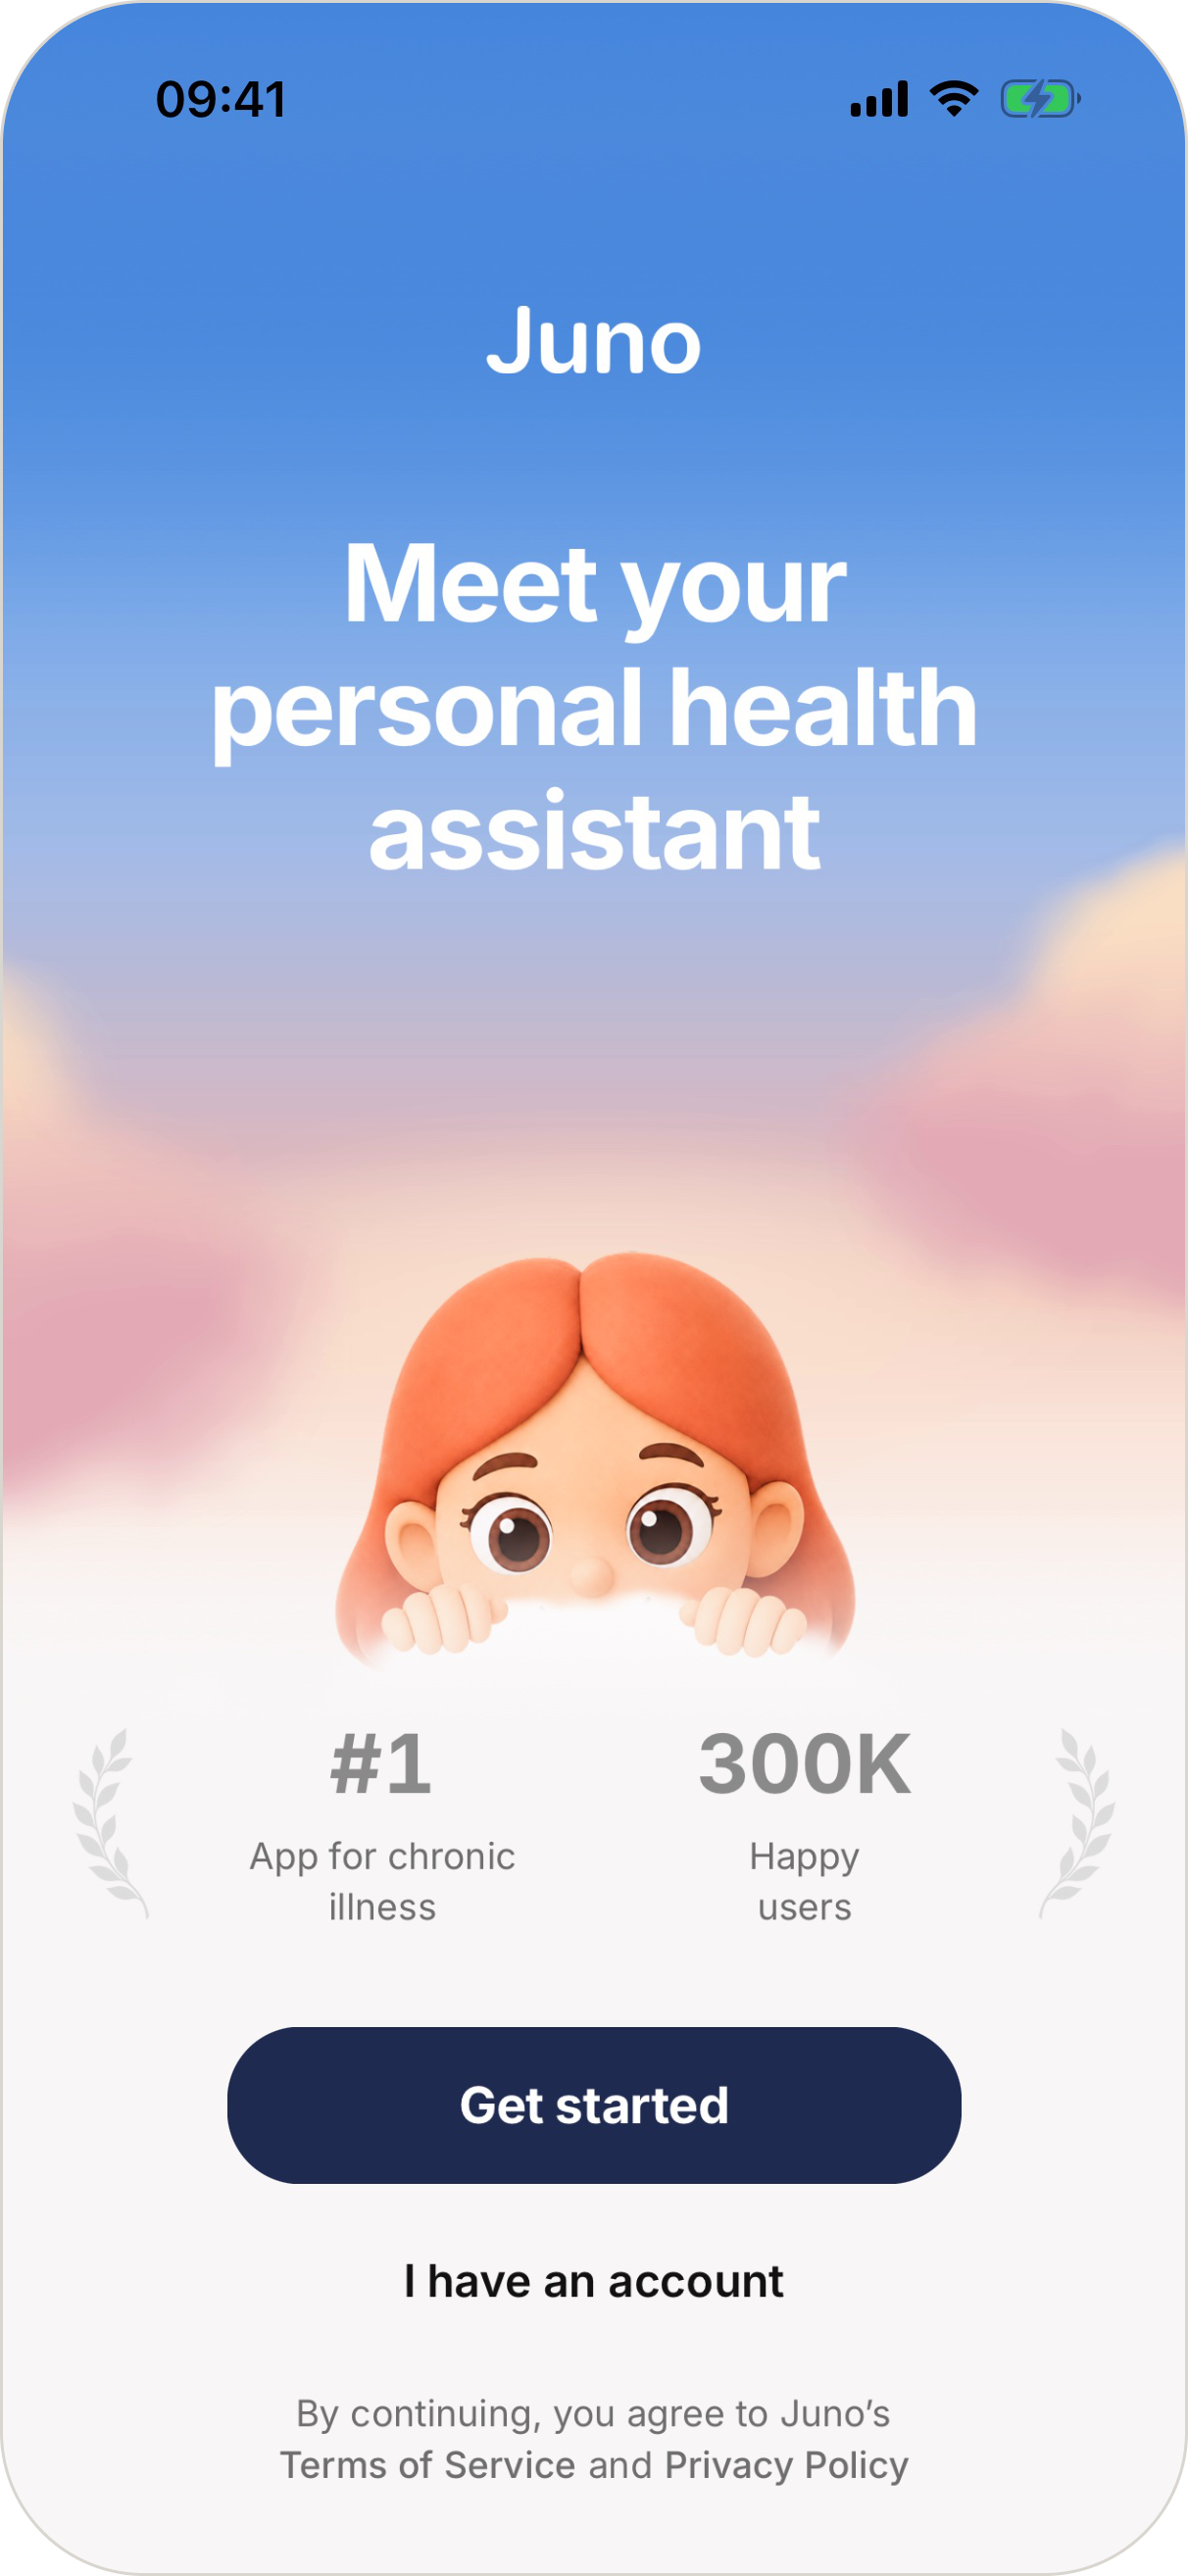 09:41
Juno
Meet your
personal health
assistant
#1
App for chronic
illness
300K
Happy
users
Get started
I have an account
By continuing, you agree to Juno’s
Terms of Service and Privacy Policy